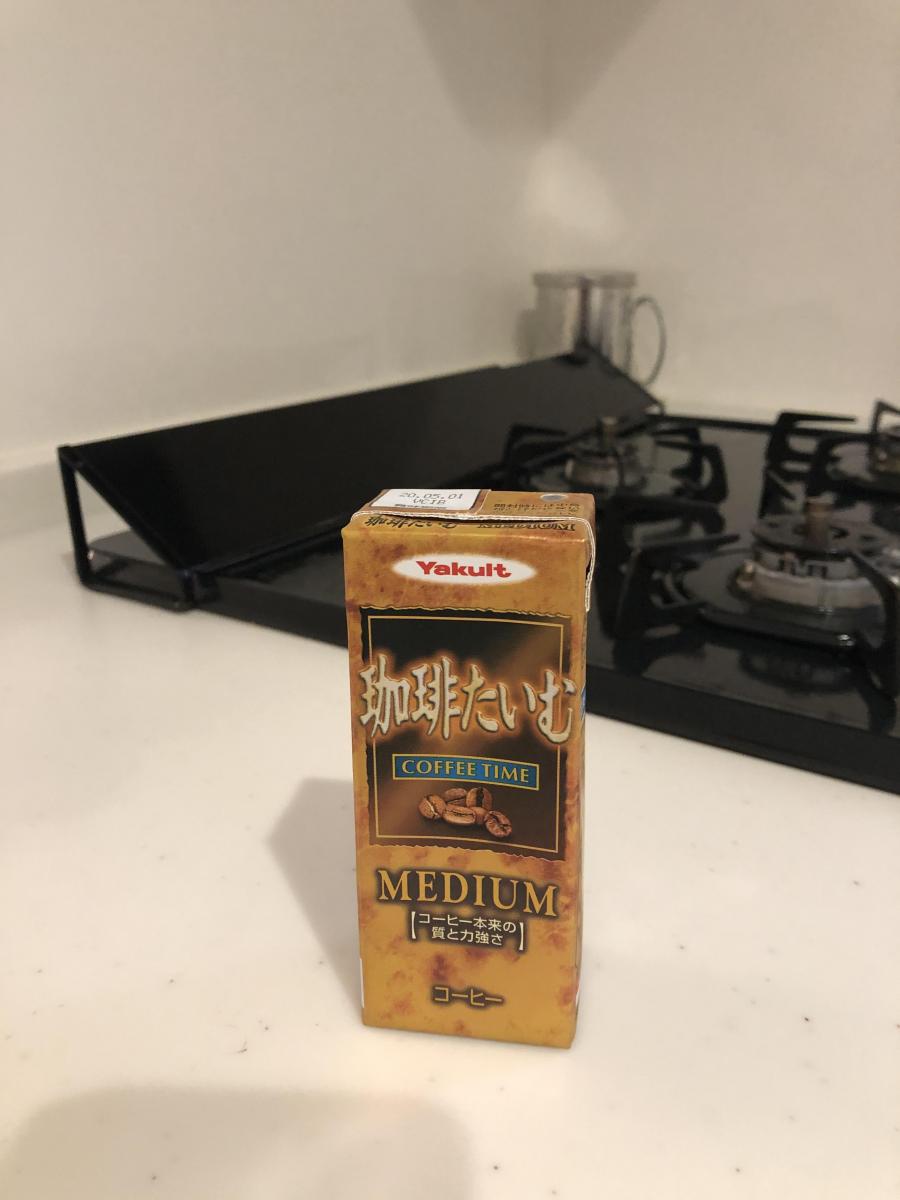 20.05.01
VC1B
Yakult
珈琲たいむ
COFFEE TIME
MEDIUM
【コーヒー本来の
質と力強さ】
コーヒー